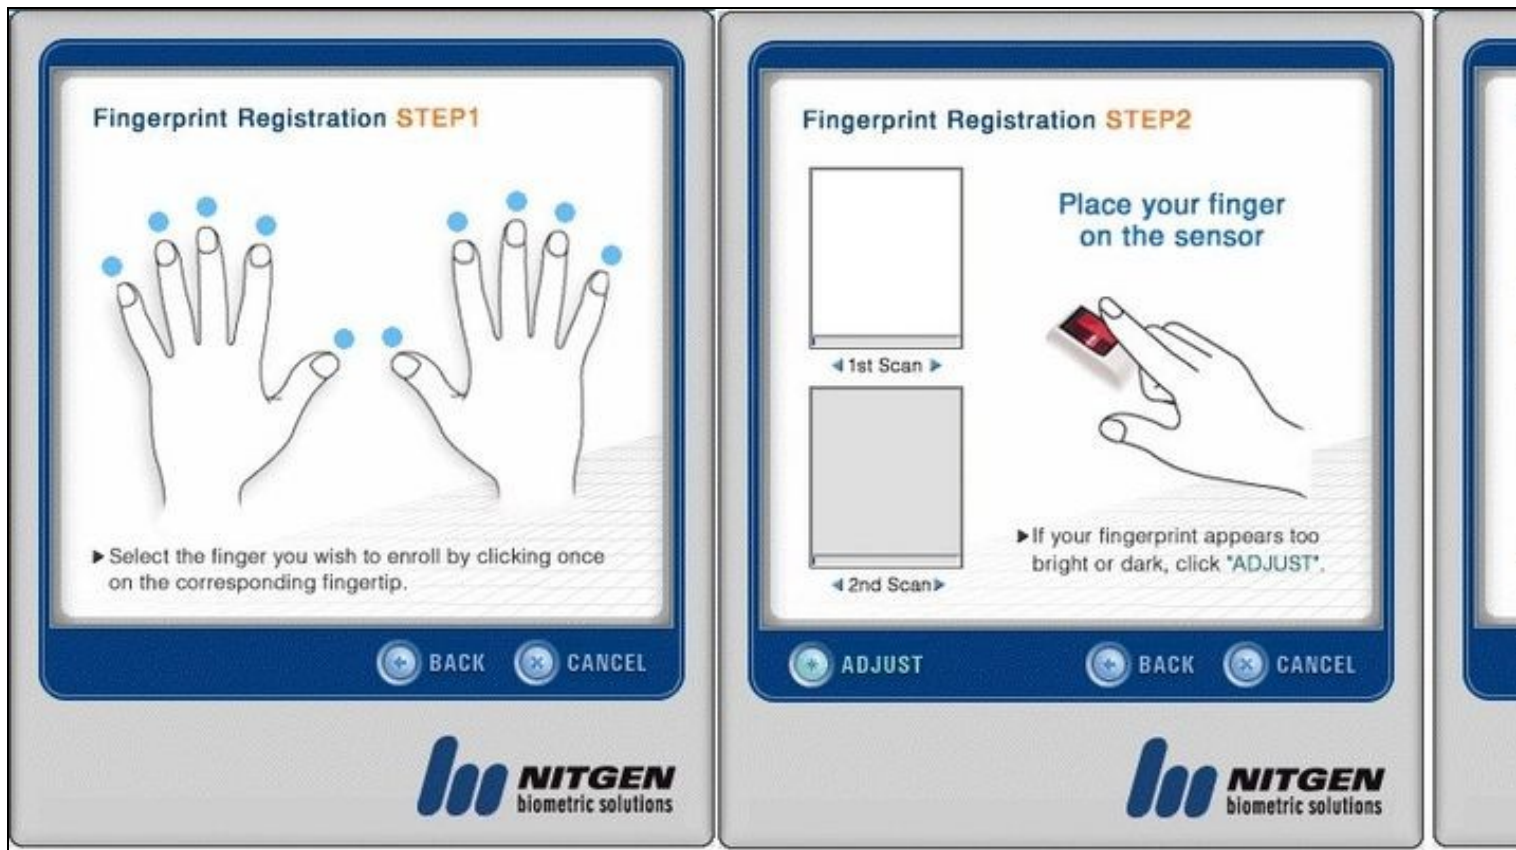 Fingerprint Registration STEP1
▶ Select the finger you wish to enroll by clicking once
on the corresponding fingertip.
BACK CANCEL
NITGEN
biometric solutions
Fingerprint Registration STEP2
Place your finger
on the sensor
◀ 1st Scan ▶
◀ 2nd Scan ▶
▶ If your fingerprint appears too
bright or dark, click "ADJUST".
ADJUST BACK CANCEL
NITGEN
biometric solutions